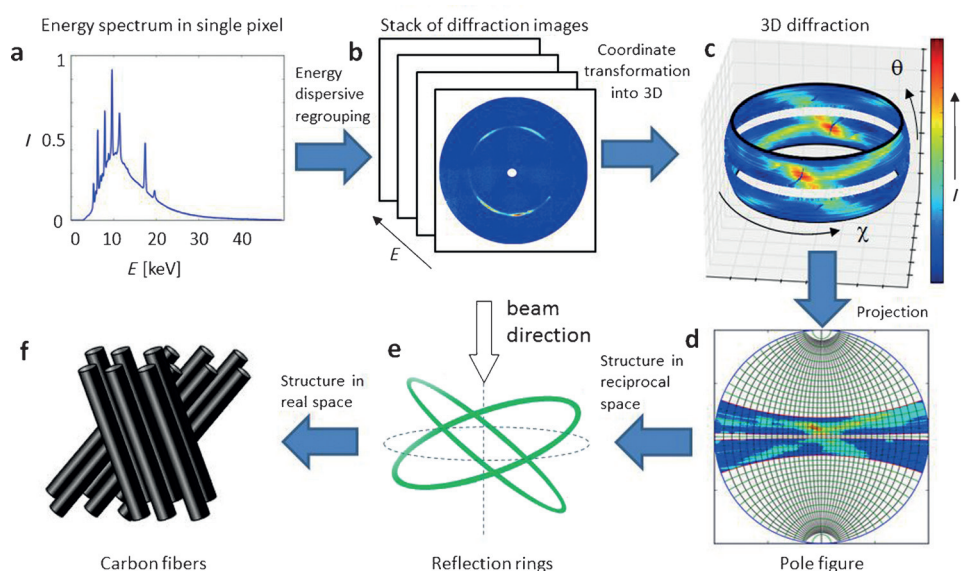 Energy spectrum in single pixel
Stack of diffraction images
3D diffraction
a
b
c
1
0.5
0
I
0 10 20 30 40
E [keV]
Energy
dispersive
regrouping
E
Coordinate
transformation
into 3D
θ
χ
I
Projection
beam
direction
f
e
d
Structure in
real space
Structure in
reciprocal
space
Carbon fibers
Reflection rings
Pole figure